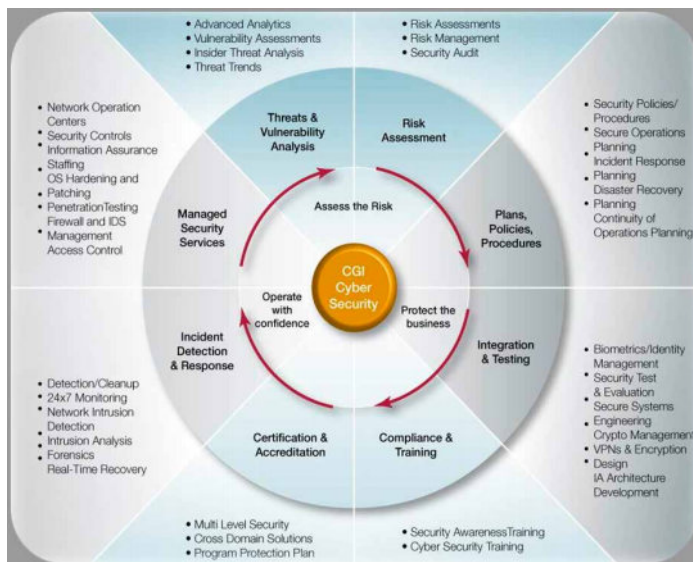 • Advanced Analytics
• Vulnerability Assessments
• Insider Threat Analysis
• Threat Trends
• Risk Assessments
• Risk Management
• Security Audit
• Network Operation
Centers
• Security Controls
• Information Assurance
Staffing
• OS Hardening and
• Patching
• PenetrationTesting
Firewall and IDS
• Management
Access Control
• Security Policies/
Procedures
• Secure Operations
• Planning
Incident Response
• Planning
Disaster Recovery
• Planning
Continuity of
Operations Planning
Threats &
Vulnerability
Analysis
Risk
Assessment
Managed
Security
Services
Assess the Risk
Plans,
Policies,
Procedures
CGI
Cyber
Security
Operate
with
confidence
Protect the
business
Incident
Detection
& Response
Integration
& Testing
Certification &
Accreditation
Compliance &
Training
• Detection/Cleanup
• 24x7 Monitoring
• Network Intrusion
Detection
• Intrusion Analysis
• Forensics
Real-Time Recovery
• Biometrics/Identity
Management
• Security Test
& Evaluation
• Secure Systems
• Engineering
Crypto Management
• VPNs & Encryption
• Design
IA Architecture
Development
• Multi Level Security
• Cross Domain Solutions
• Program Protection Plan
• Security AwarenessTraining
• Cyber Security Training